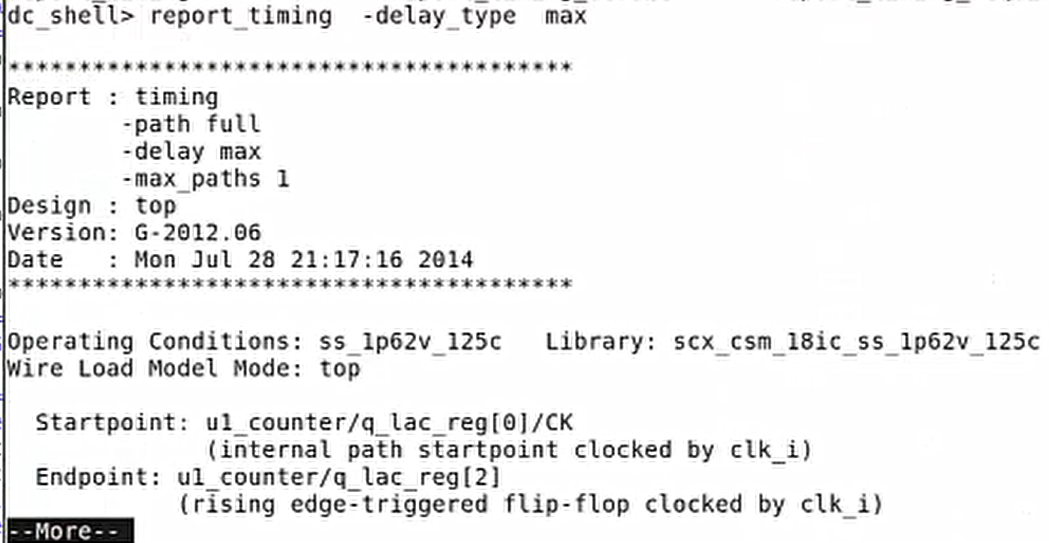 dc_shell> report_timing  -delay_type  max
****************************************
Report : timing
        -path full
        -delay max
        -max_paths 1
Design : top
Version: G-2012.06
Date   : Mon Jul 28 21:17:16 2014
****************************************
Operating Conditions: ss_1p62v_125c   Library: scx_csm_18ic_ss_1p62v_125c
Wire Load Model Mode: top
  Startpoint: u1_counter/q_lac_reg[0]/CK
              (internal path startpoint clocked by clk_i)
  Endpoint: u1_counter/q_lac_reg[2]
            (rising edge-triggered flip-flop clocked by clk_i)
--More--